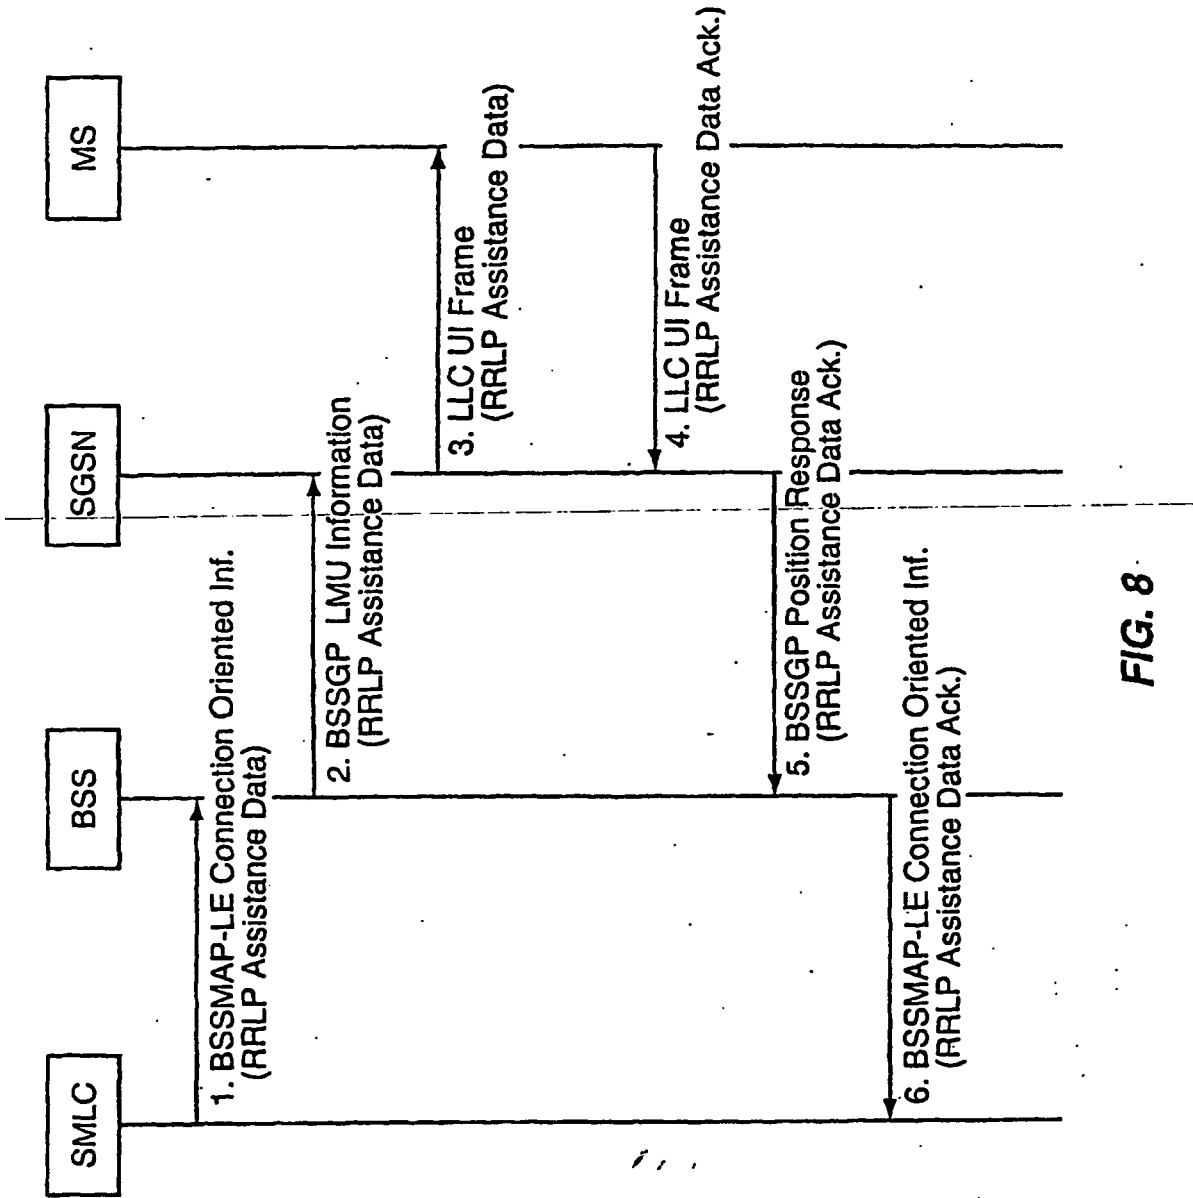 SMLC
BSS
SGSN
MS
1. BSSMAP-LE Connection Oriented Inf.
(RRLP Assistance Data)
2. BSSGP LMU Information
(RRLP Assistance Data)
3. LLC UI Frame
(RRLP Assistance Data)
4. LLC UI Frame
(RRLP Assistance Data Ack.)
5. BSSGP Position Response
(RRLP Assistance Data Ack.)
6. BSSMAP-LE Connection Oriented Inf.
(RRLP Assistance Data Ack.)
FIG. 8